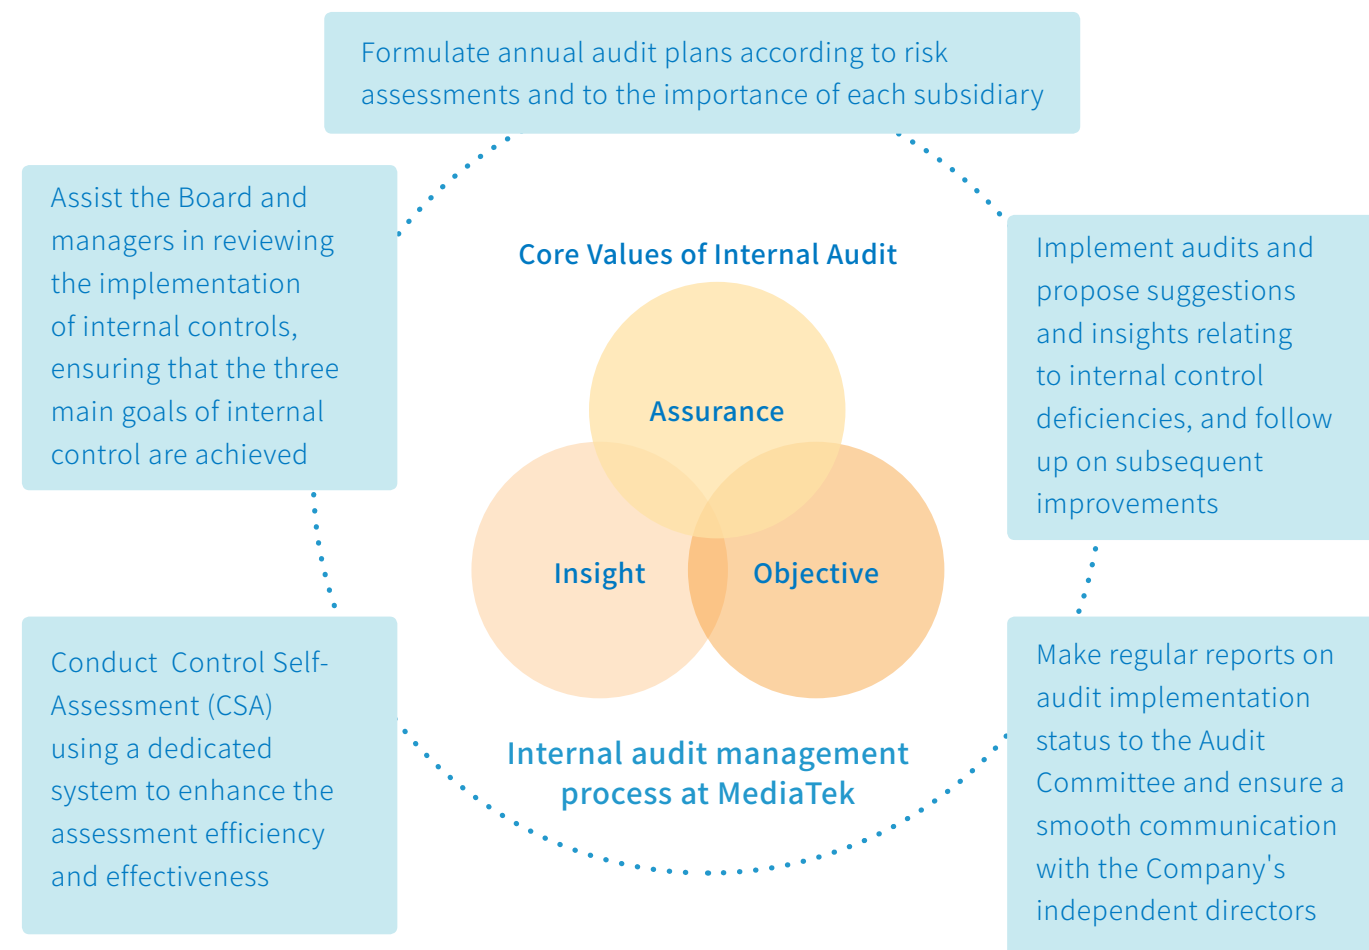 Formulate annual audit plans according to risk
assessments and to the importance of each subsidiary
Assist the Board and
managers in reviewing
the implementation
of internal controls,
ensuring that the three
main goals of internal
control are achieved
Core Values of Internal Audit
Assurance
Insight
Objective
Internal audit management
process at MediaTek
Implement audits and
propose suggestions
and insights relating
to internal control
deficiencies, and follow
up on subsequent
improvements
Conduct  Control Self-
Assessment (CSA)
using a dedicated
system to enhance the
assessment efficiency
and effectiveness
Make regular reports on
audit implementation
status to the Audit
Committee and ensure a
smooth communication
with the Company's
independent directors